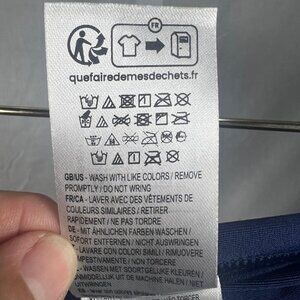 FR
quefairedemesdechets.fr
GB/US - WASH WITH LIKE COLORS / REMOVE
PROMPTLY / DO NOT WRING
FR/CA - LAVER AVEC DES VÊTEMENTS DE
COULEURS SIMILAIRES / RETIRER
RAPIDEMENT / NE PAS TORDRE
DE - MIT ÄHNLICHEN FARBEN WASCHEN /
SOFORT ENTFERNEN / NICHT AUSWRINGEN
IT - LAVARE CON COLORI SIMILI / RIMUOVERE
TEMPESTIVAMENTE / NON TORCERE
NL - WASSEN MET SOORTGELIJKE KLEUREN /
ONMIDDELLIJK UIT DE MACHINE HALEN / NIET
UITWRINGEN